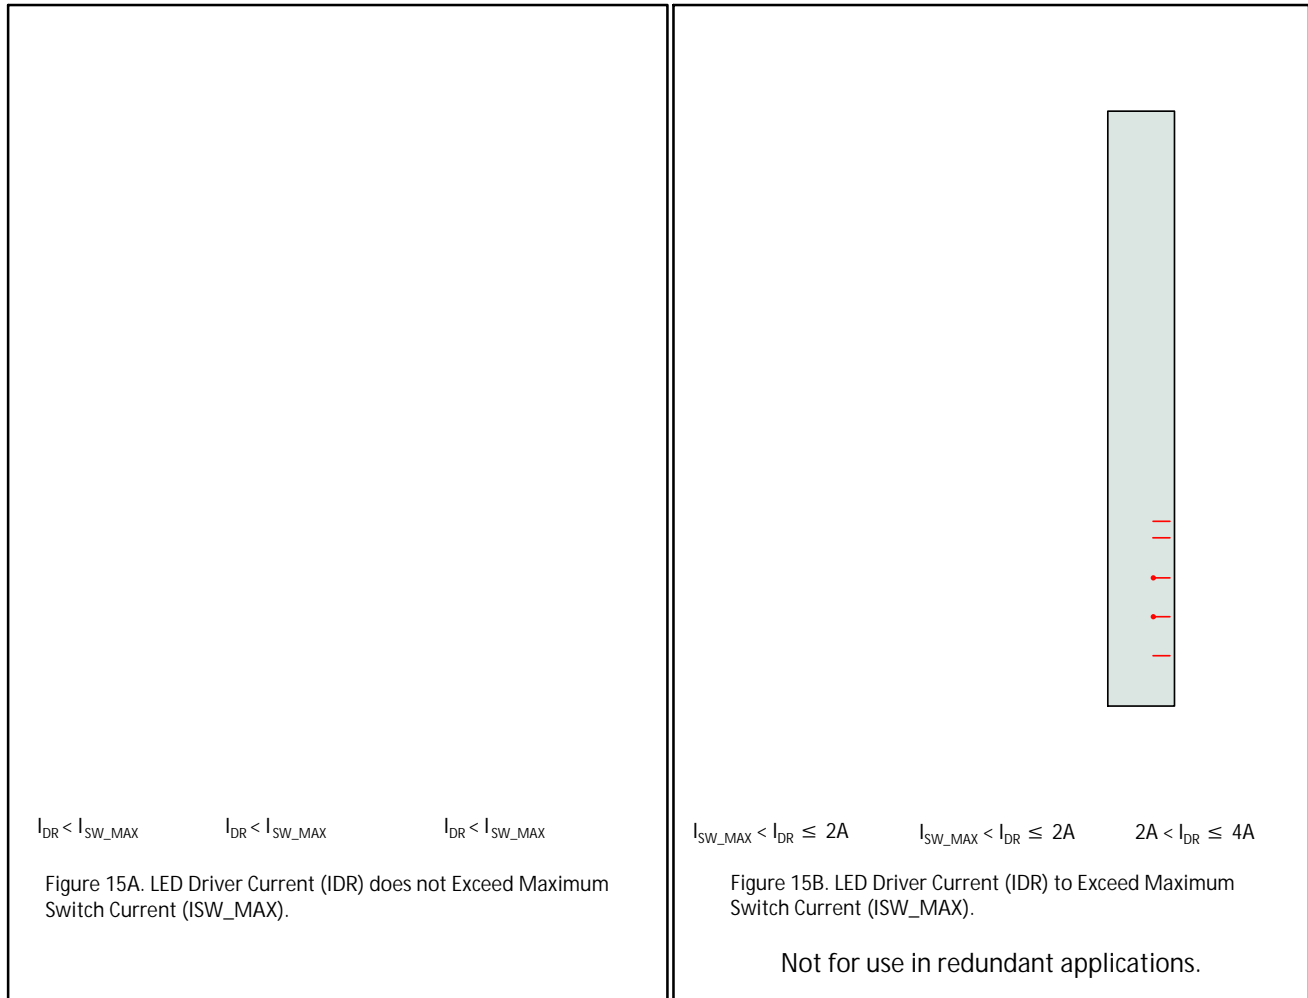 I_DR < I_SW_MAX I_DR < I_SW_MAX I_DR < I_SW_MAX
Figure 15A. LED Driver Current (IDR) does not Exceed Maximum
Switch Current (ISW_MAX).
I_SW_MAX < I_DR ≤ 2A I_SW_MAX < I_DR ≤ 2A 2A < I_DR ≤ 4A
Figure 15B. LED Driver Current (IDR) to Exceed Maximum
Switch Current (ISW_MAX).
Not for use in redundant applications.